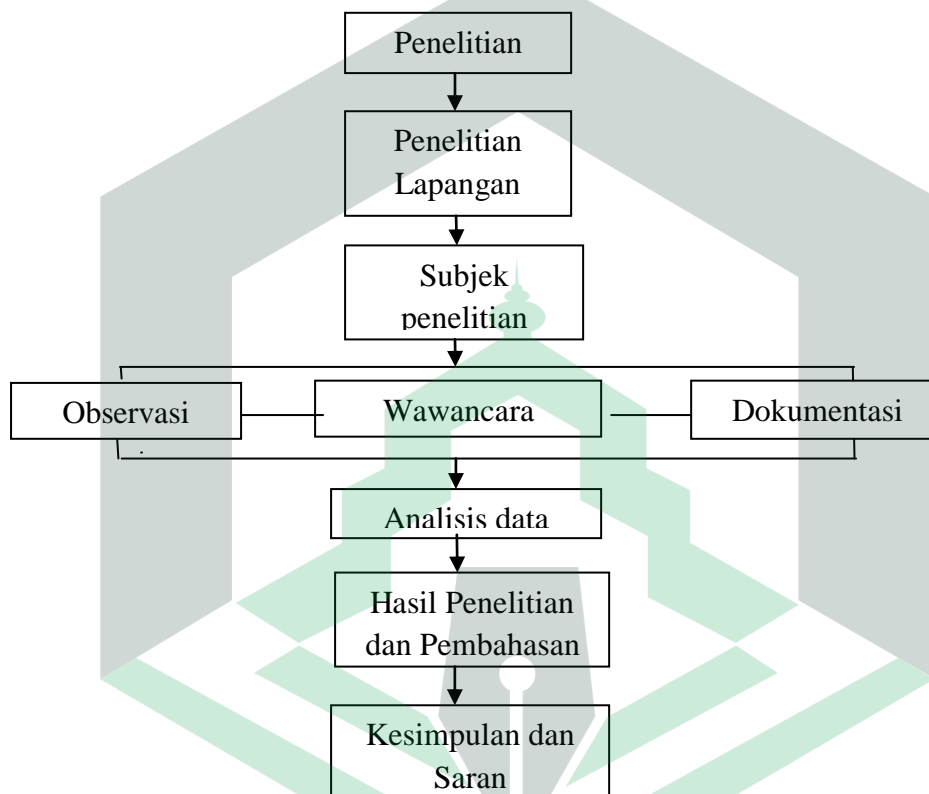 Penelitian
Penelitian
Lapangan
Subjek
penelitian
Observasi
Wawancara
Dokumentasi
Analisis data
Hasil Penelitian
dan Pembahasan
Kesimpulan dan
Saran